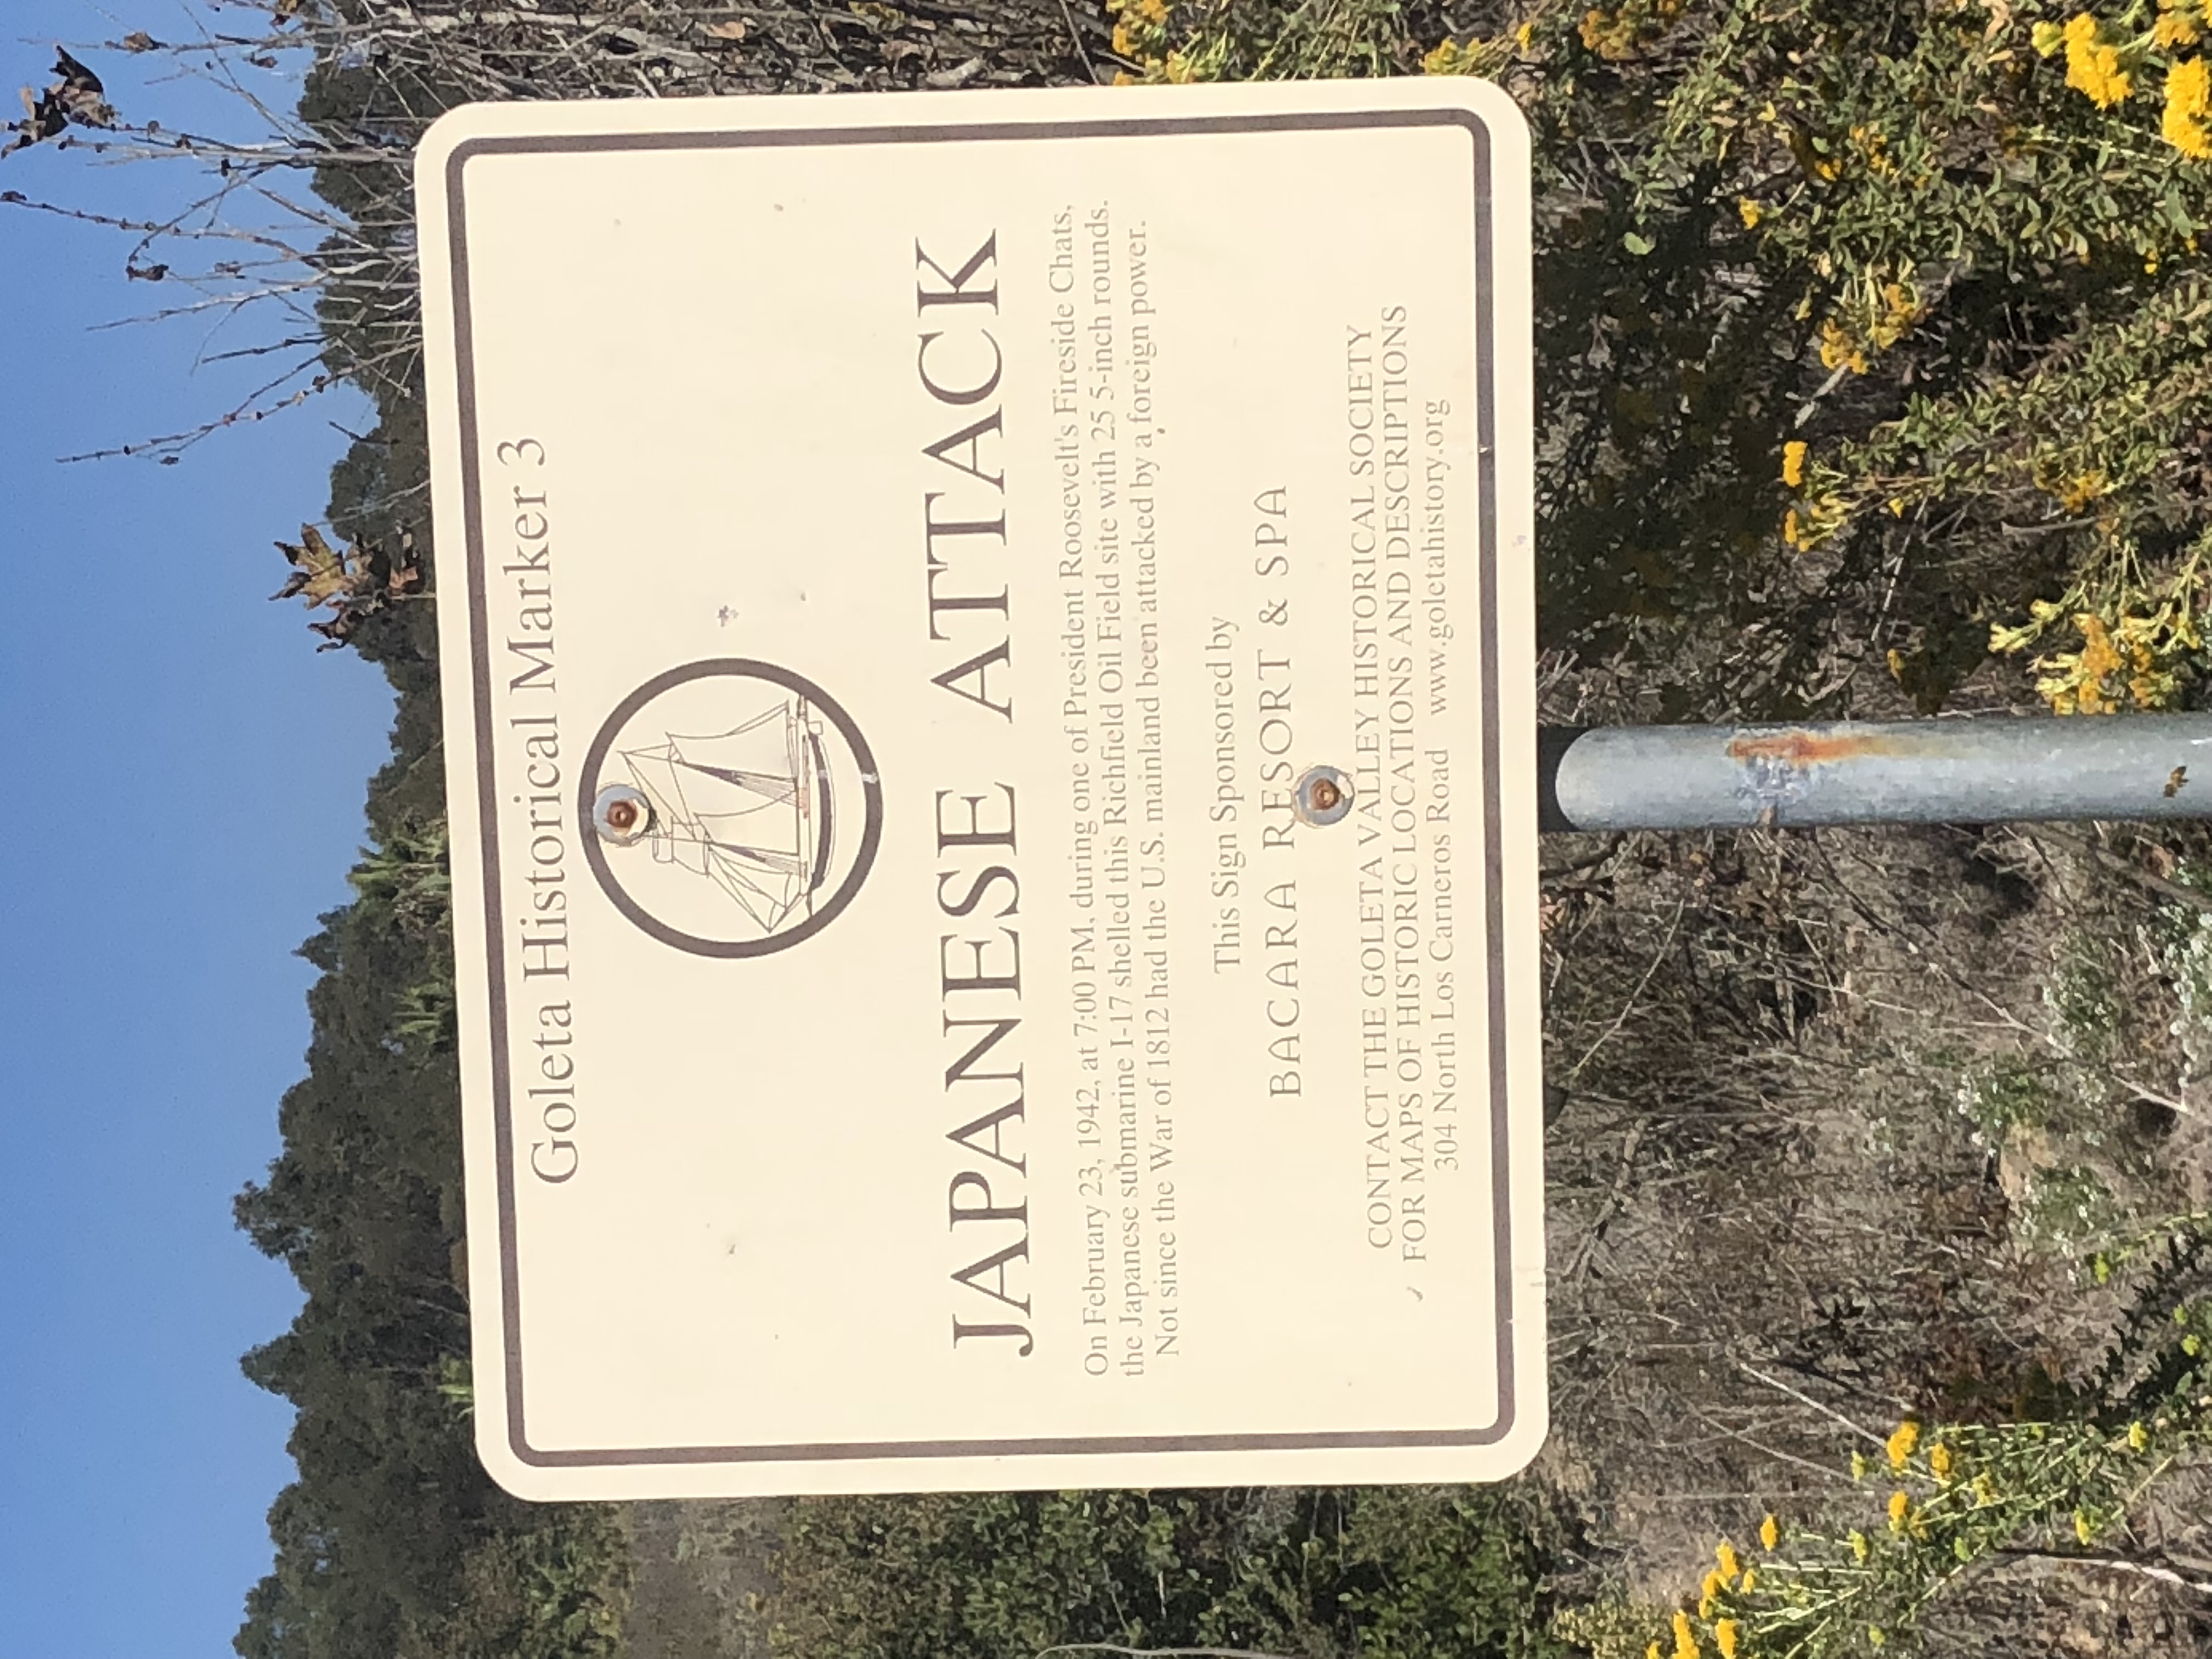 Goleta Historical Marker 3
JAPANESE ATTACK
On February 23, 1942, at 7:00 PM, during one of President Roosevelt's Fireside Chats,
the Japanese submarine I-17 shelled this Richfield Oil Field site with 25 5-inch rounds.
Not since the War of 1812 had the U.S. mainland been attacked by a foreign power.
This Sign Sponsored by
BACARA RESORT & SPA
CONTACT THE GOLETA VALLEY HISTORICAL SOCIETY
FOR MAPS OF HISTORIC LOCATIONS AND DESCRIPTIONS
304 North Los Carneros Road www.goletahistory.org